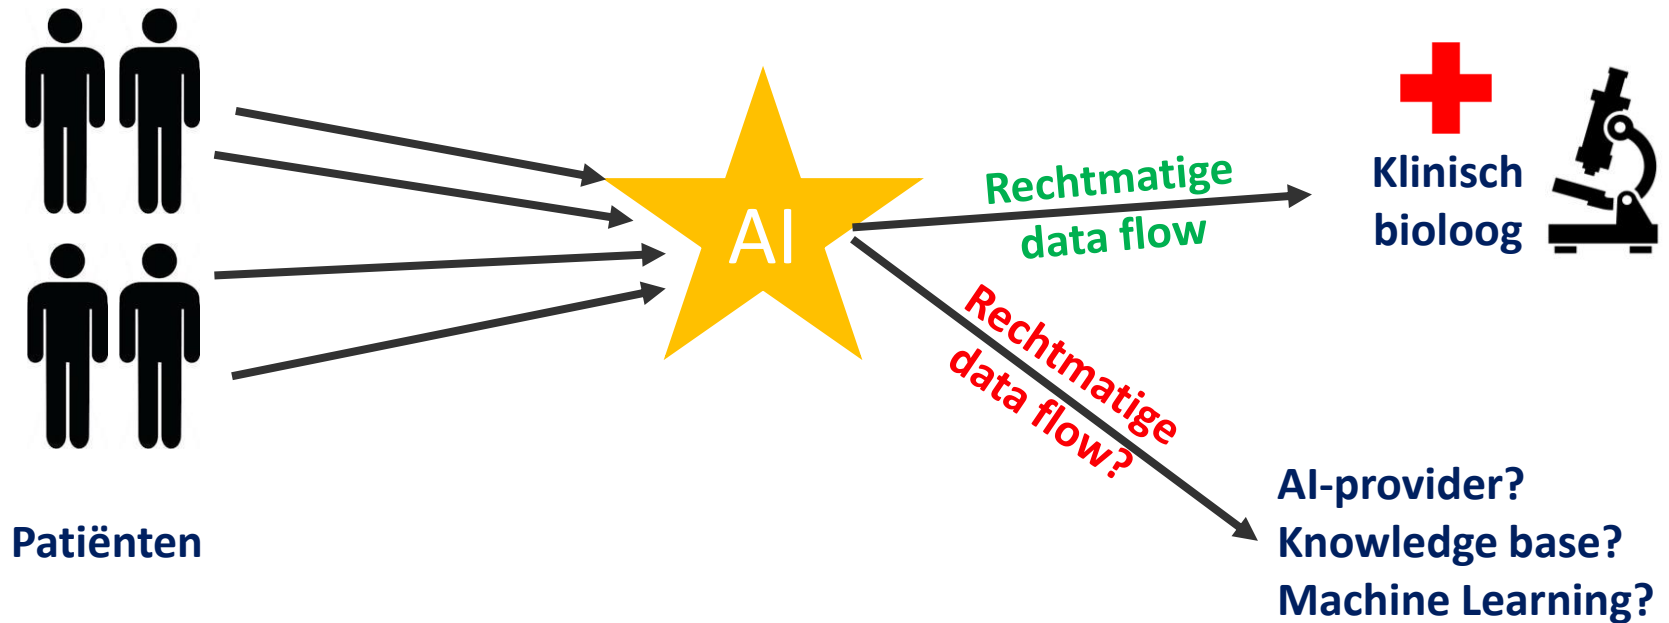 Patiënten
AI
Rechtmatige
data flow
Klinisch
bioloog
Rechtmatige
data flow?
AI-provider?
Knowledge base?
Machine Learning?